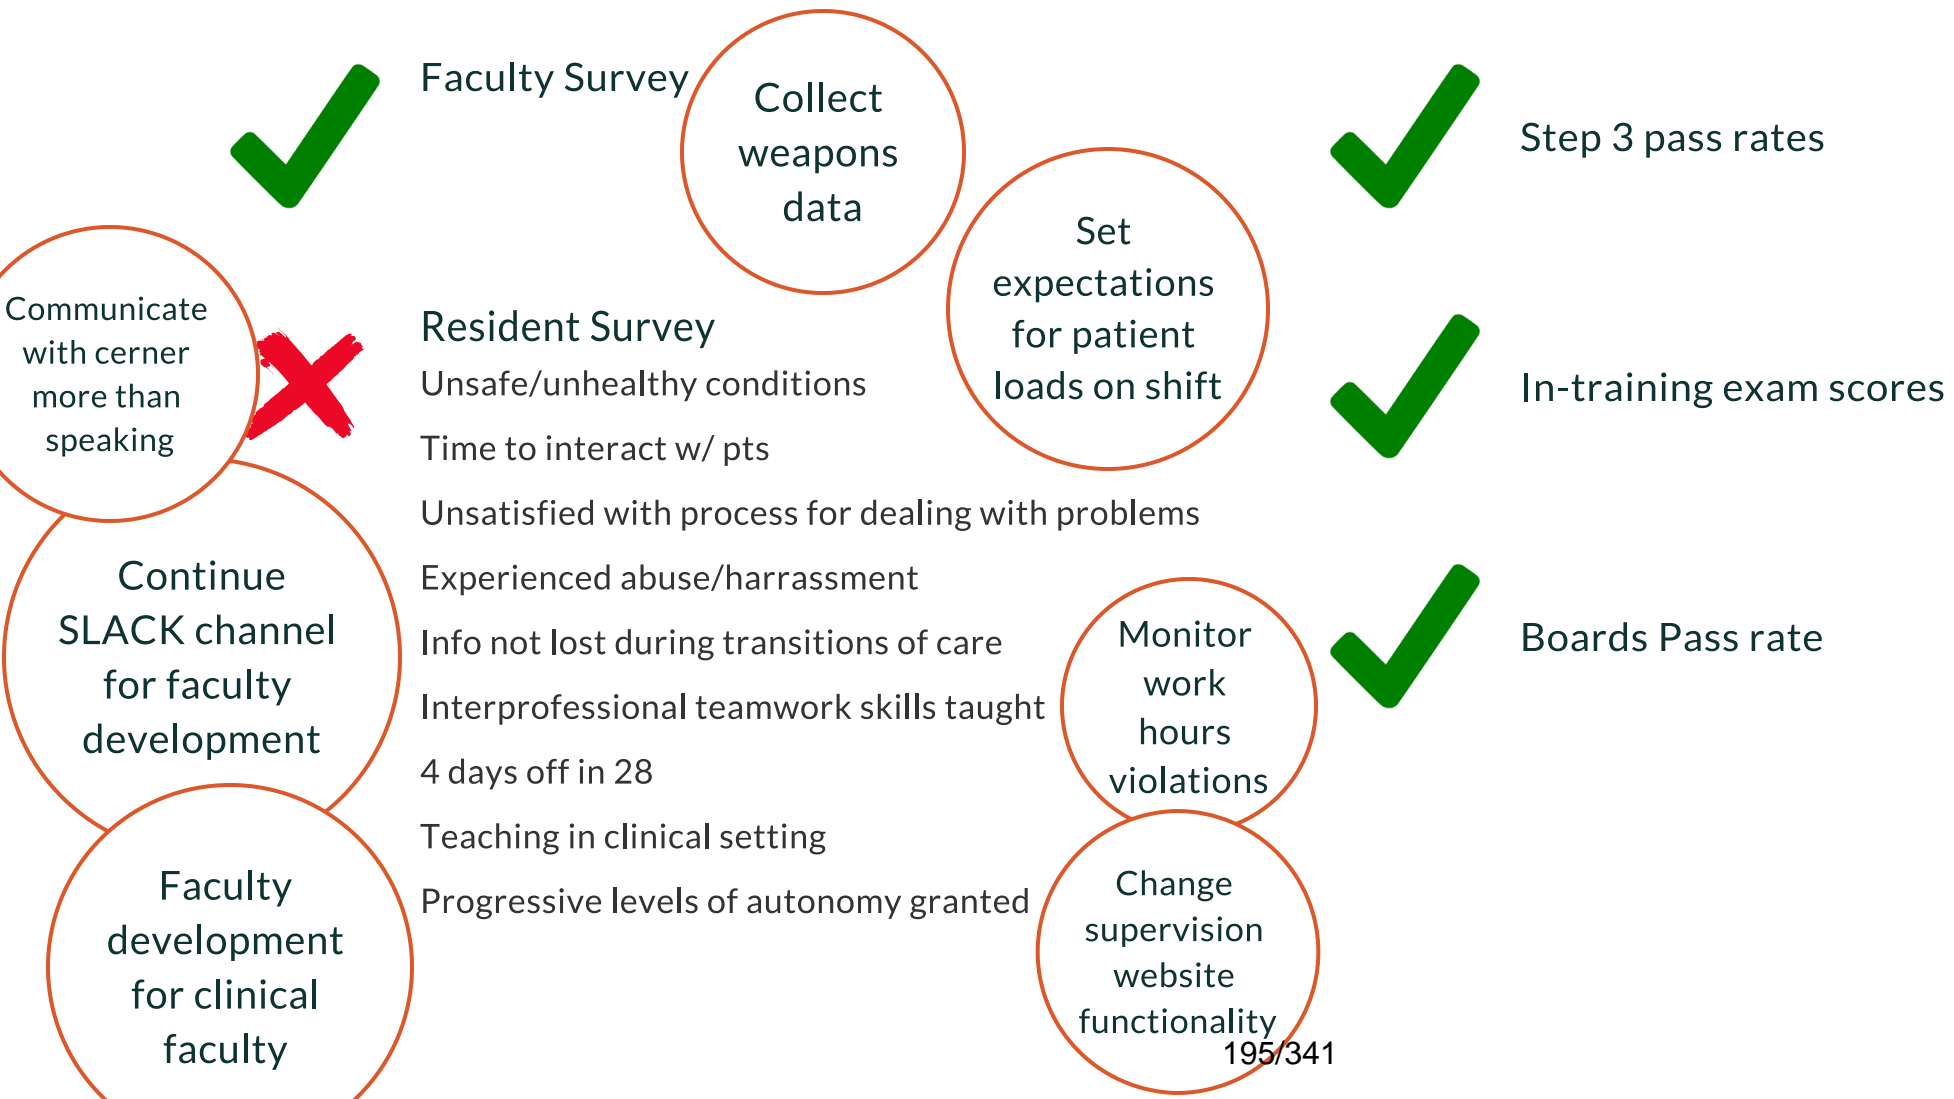 Faculty Survey
Collect
weapons
data
Step 3 pass rates
Set
expectations
for patient
loads on shift
Communicate
with cerner
more than
speaking
Resident Survey
Unsafe/unhealthy conditions
Time to interact w/ pts
Unsatisfied with process for dealing with problems
Experienced abuse/harrassment
Info not lost during transitions of care
Interprofessional teamwork skills taught
4 days off in 28
Teaching in clinical setting
Progressive levels of autonomy granted
In-training exam scores
Continue
SLACK channel
for faculty
development
Monitor
work
hours
violations
Boards Pass rate
Faculty
development
for clinical
faculty
Change
supervision
website
functionality
195/341